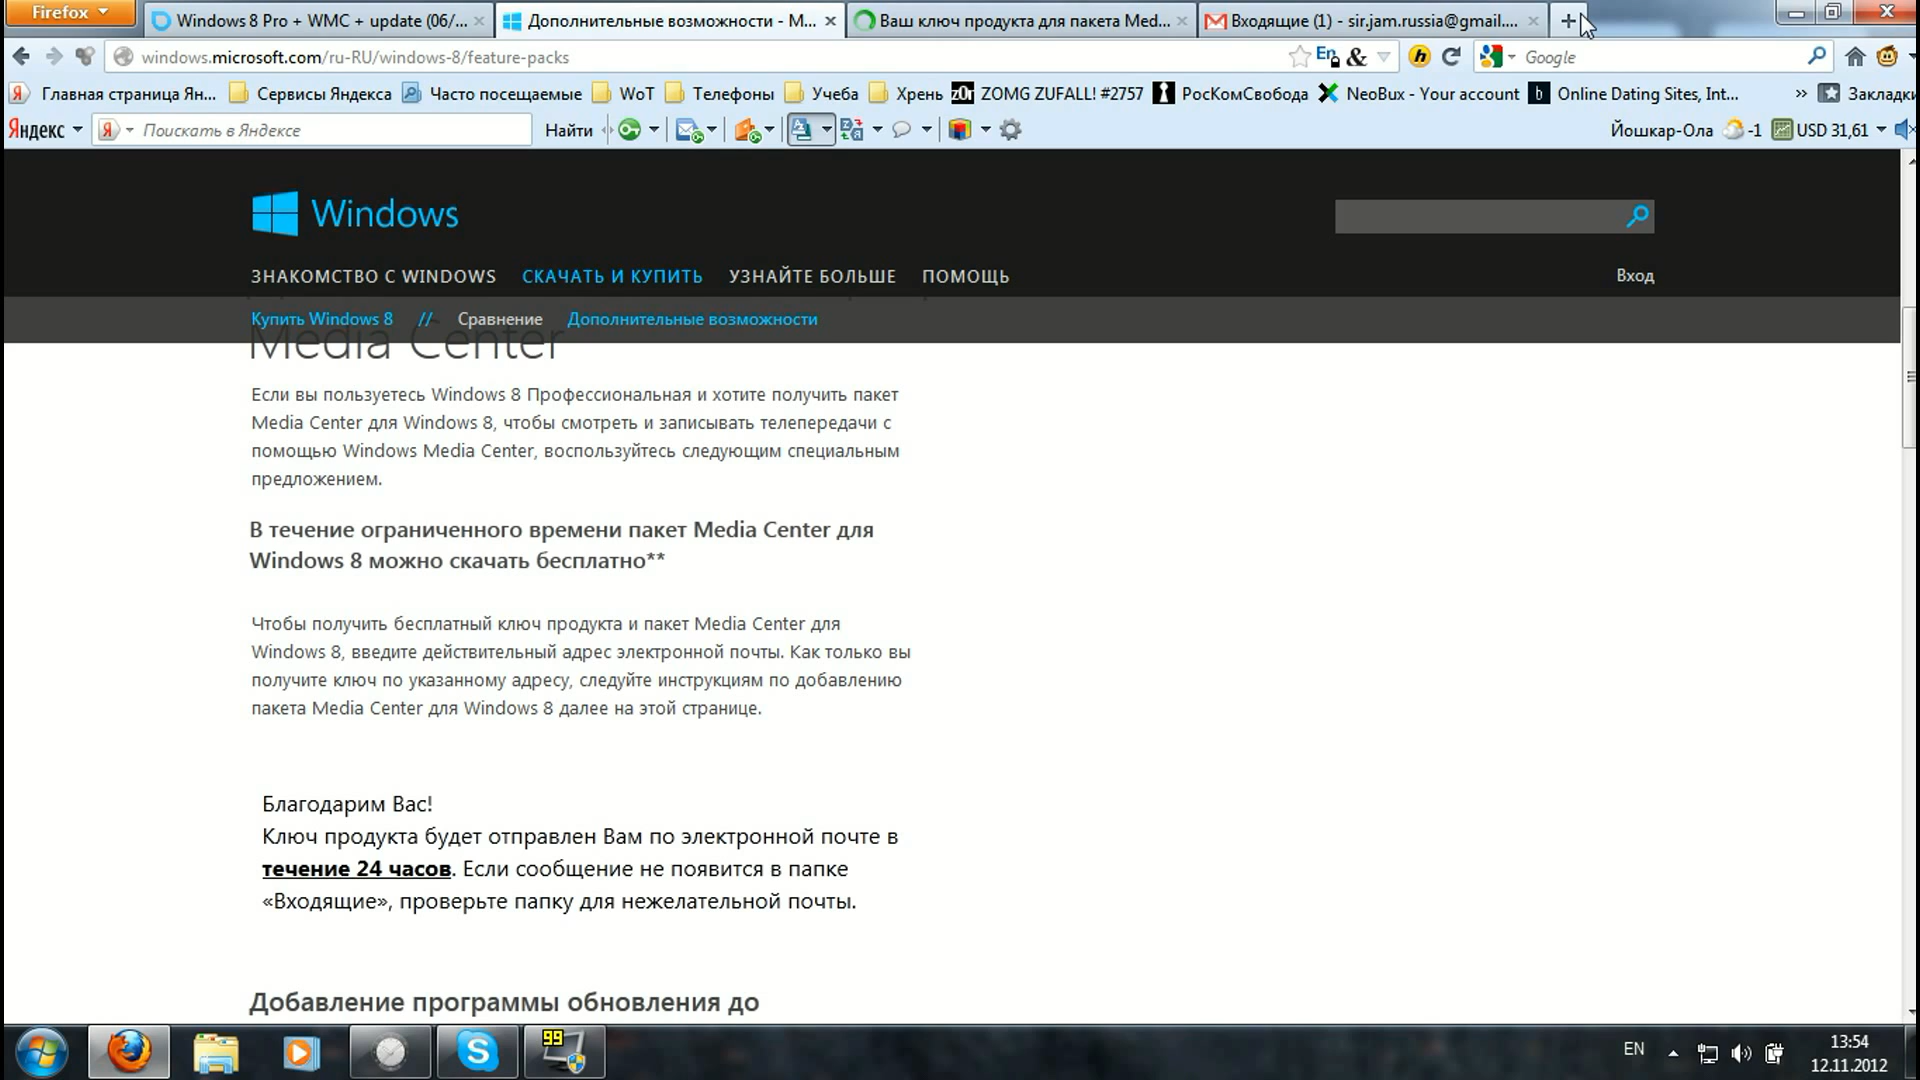 Firefox
Windows 8 Pro + WMC + update (06/...
Дополнительные возможности - M...
Ваш ключ продукта для пакета Med...
Входящие (1) - sir.jam.russia@gmail....
windows.microsoft.com/ru-RU/windows-8/feature-packs
En
Google
Главная страница Ян...
Сервисы Яндекса
Часто посещаемые
WoT
Телефоны
Учеба
Хрень
ZOMG ZUFALL! #2757
РосКомСвобода
NeoBux - Your account
Online Dating Sites, Int...
»
Закладки
Яндекс
Поискать в Яндексе
Найти
Йошкар-Ола
-1
USD 31,61
Windows
ЗНАКОМСТВО С WINDOWS
СКАЧАТЬ И КУПИТЬ
УЗНАЙТЕ БОЛЬШЕ
ПОМОЩЬ
Вход
Купить Windows 8 // Сравнение Дополнительные возможности
Media Center
Если вы пользуетесь Windows 8 Профессиональная и хотите получить пакет
Media Center для Windows 8, чтобы смотреть и записывать телепередачи с
помощью Windows Media Center, воспользуйтесь следующим специальным
предложением.
В течение ограниченного времени пакет Media Center для
Windows 8 можно скачать бесплатно**
Чтобы получить бесплатный ключ продукта и пакет Media Center для
Windows 8, введите действительный адрес электронной почты. Как только вы
получите ключ по указанному адресу, следуйте инструкциям по добавлению
пакета Media Center для Windows 8 далее на этой странице.
Благодарим Вас!
Ключ продукта будет отправлен Вам по электронной почте в
течение 24 часов. Если сообщение не появится в папке
«Входящие», проверьте папку для нежелательной почты.
Добавление программы обновления до
99
EN
13:54
12.11.2012